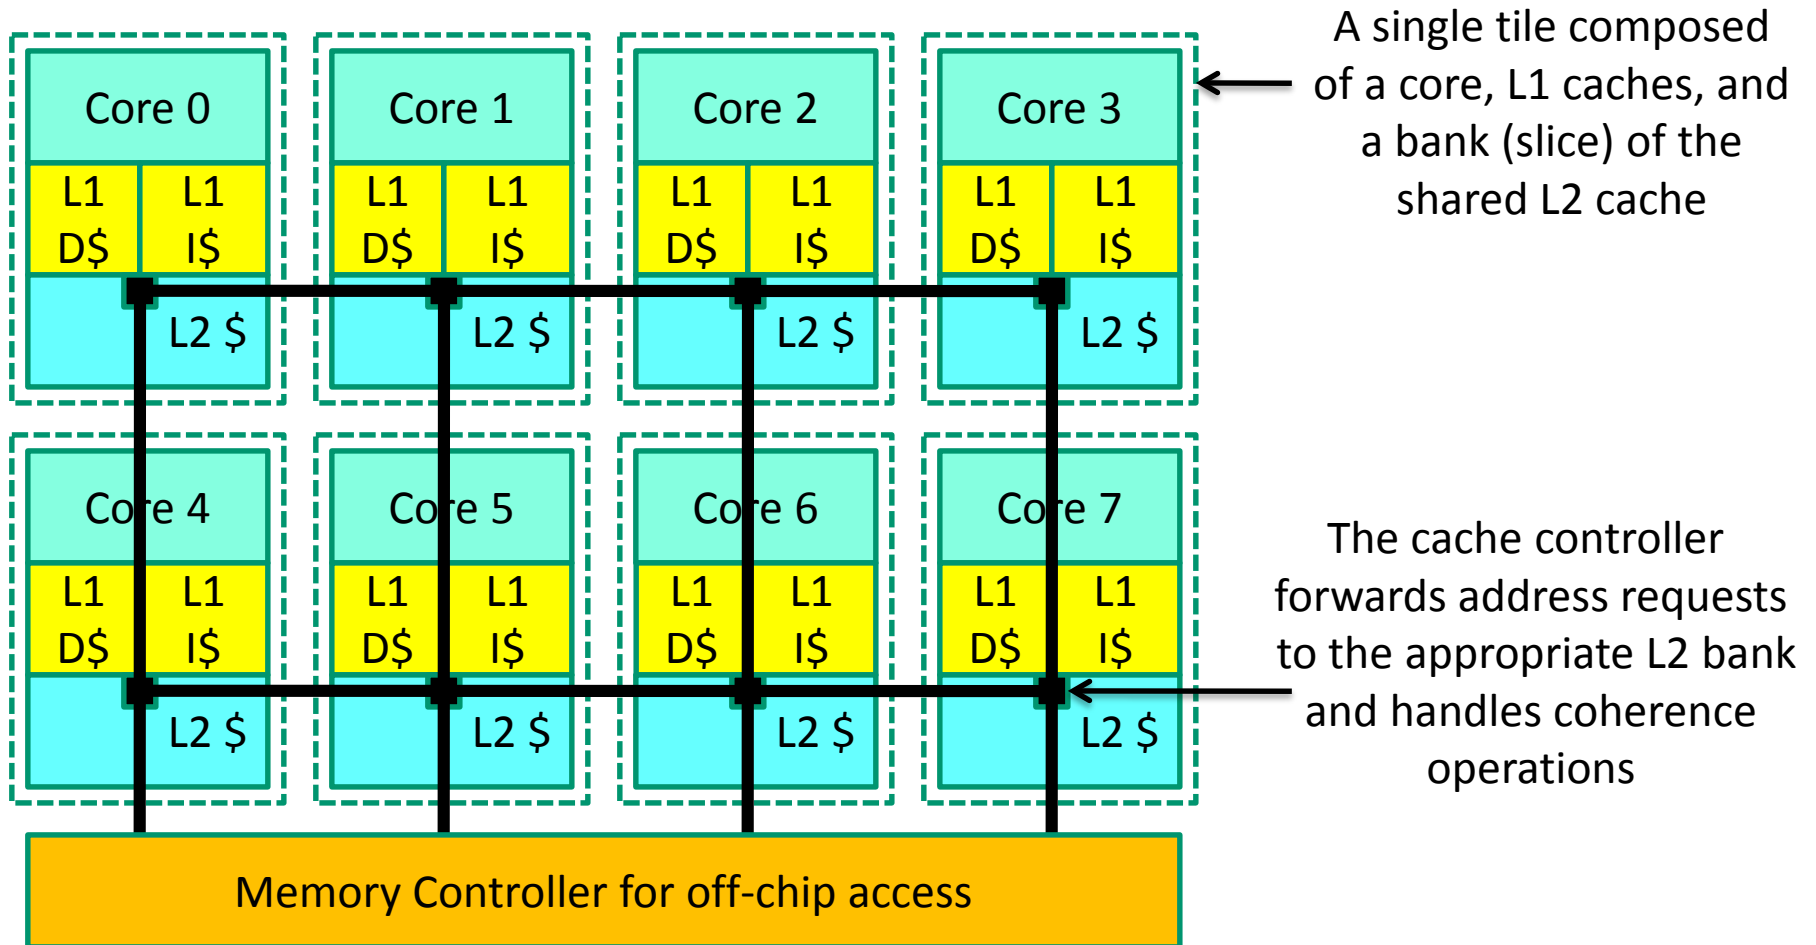 Core 0
Core 1
Core 2
Core 3
L1
L1
L1
L1
L1
L1
L1
L1
D$
I$
D$
I$
D$
I$
D$
I$
L2 $
L2 $
L2 $
L2 $
A single tile composed
of a core, L1 caches, and
a bank (slice) of the
shared L2 cache
Core 4
Core 5
Core 6
Core 7
L1
L1
L1
L1
L1
L1
L1
L1
D$
I$
D$
I$
D$
I$
D$
I$
L2 $
L2 $
L2 $
L2 $
The cache controller
forwards address requests
to the appropriate L2 bank
and handles coherence
operations
Memory Controller for off-chip access